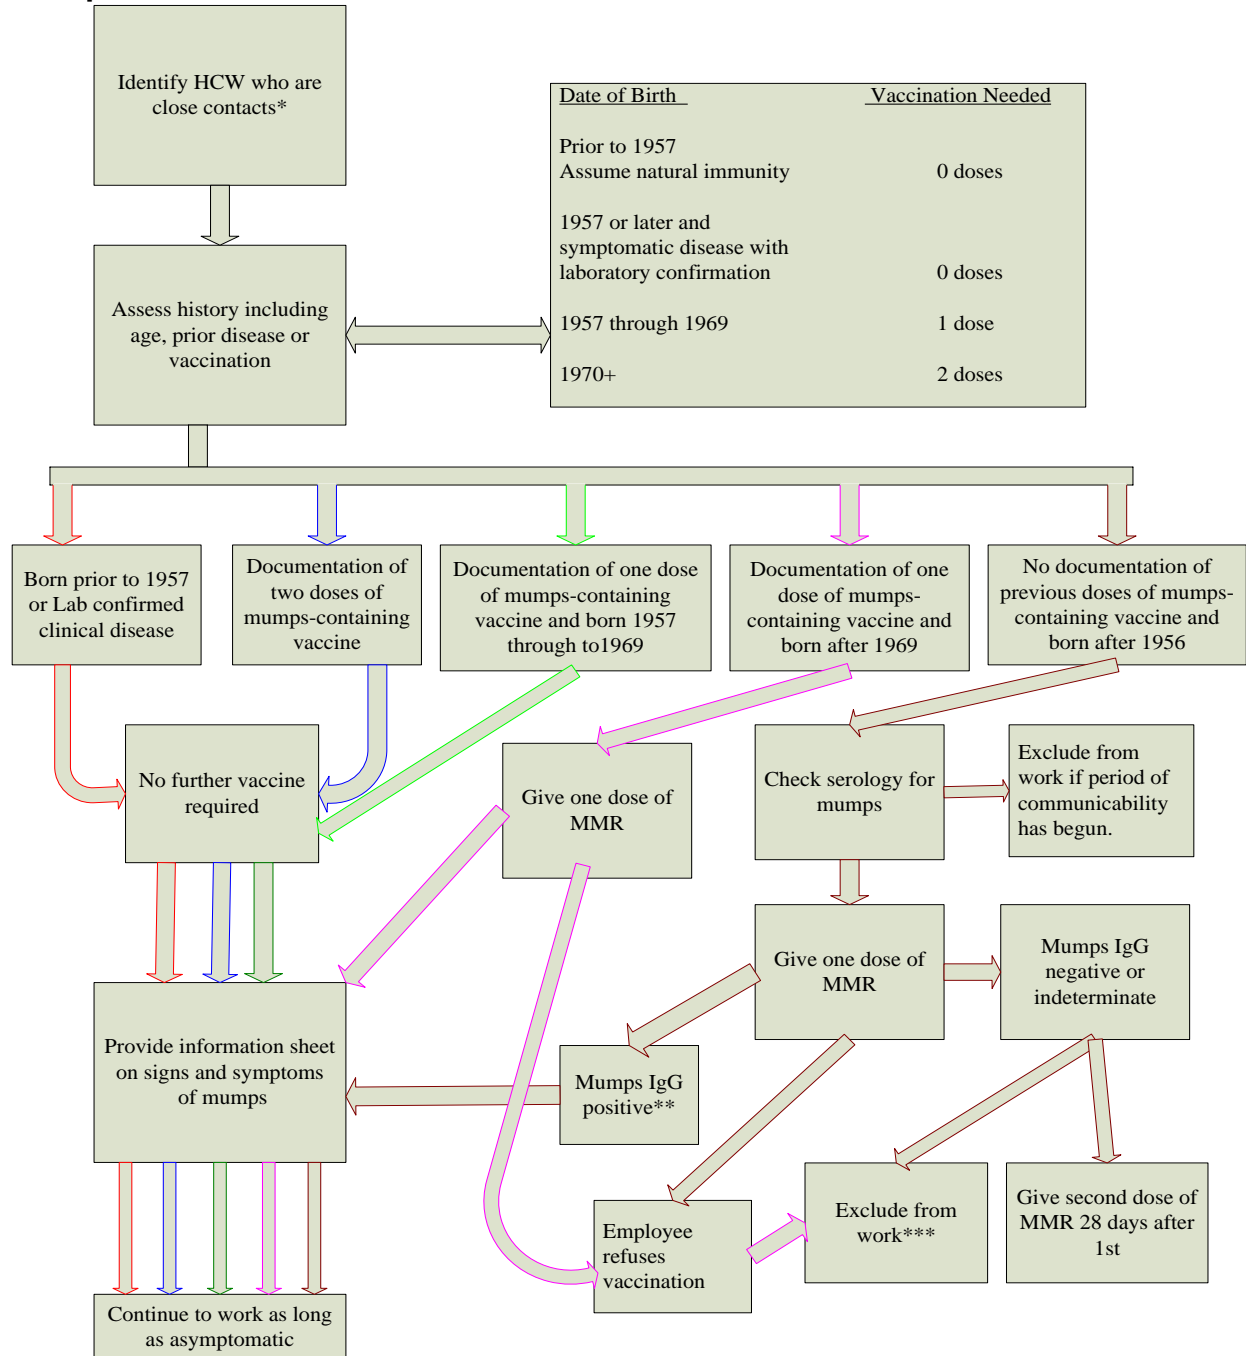 Identify HCW who are
close contacts*
Date of Birth Vaccination Needed
Prior to 1957
Assume natural immunity 0 doses
1957 or later and
symptomatic disease with
laboratory confirmation 0 doses
1957 through 1969 1 dose
1970+ 2 doses
Assess history including
age, prior disease or
vaccination
Born prior to 1957
or Lab confirmed
clinical disease
Documentation of
two doses of
mumps-containing
vaccine
Documentation of one dose
of mumps-containing
vaccine and born 1957
through to1969
Documentation of one
dose of mumps-
containing vaccine and
born after 1969
No documentation of
previous doses of mumps-
containing vaccine and
born after 1956
No further vaccine
required
Give one dose of
MMR
Check serology for
mumps
Exclude from
work if period of
communicability
has begun.
Give one dose of
MMR
Mumps IgG
negative or
indeterminate
Provide information sheet
on signs and symptoms
of mumps
Mumps IgG
positive**
Employee
refuses
vaccination
Exclude from
work***
Give second dose of
MMR 28 days after
1st
Continue to work as long
as asymptomatic